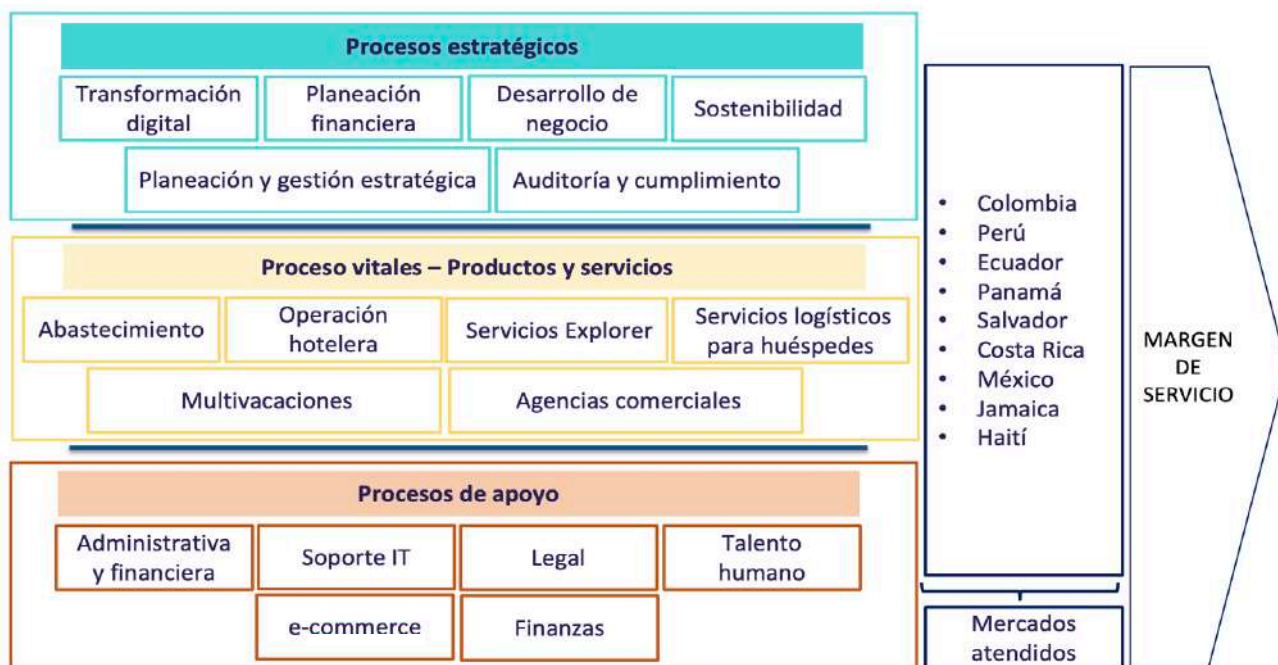 Procesos estratégicos
Transformación
digital
Planeación
financiera
Desarrollo de
negocio
Sostenibilidad
Planeación y gestión estratégica
Auditoría y cumplimiento
Proceso vitales – Productos y servicios
Abastecimiento
Operación
hotelera
Servicios Explorer
Servicios logísticos
para huéspedes
Multivacaciones
Agencias comerciales
Procesos de apoyo
Administrativa
y financiera
Soporte IT
Legal
Talento
humano
e-commerce
Finanzas
• Colombia
• Perú
• Ecuador
• Panamá
• Salvador
• Costa Rica
• México
• Jamaica
• Haití
Mercados
atendidos
MARGEN
DE
SERVICIO